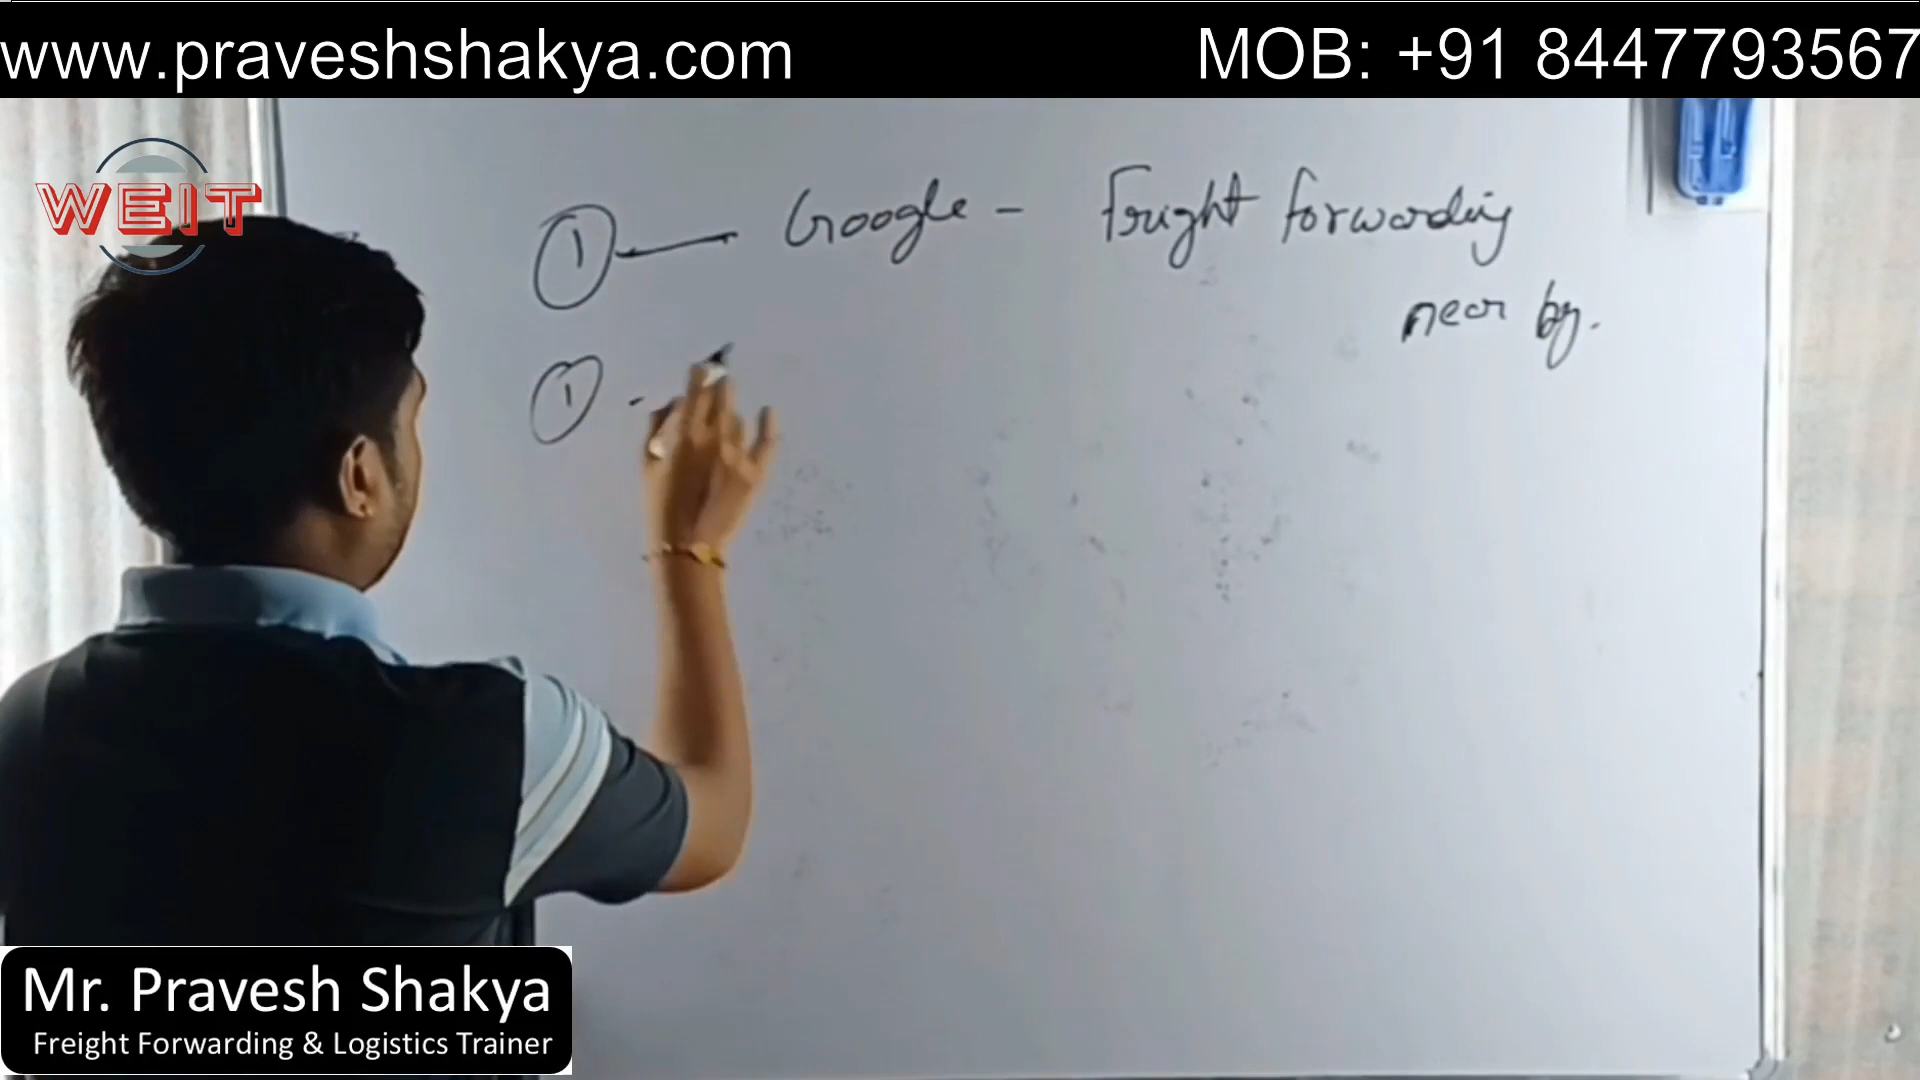 www.praveshshakya.com MOB: +91 8447793567
WEIT
① — Google - Fright forwarding
near by.
① -
Mr. Pravesh Shakya
Freight Forwarding & Logistics Trainer